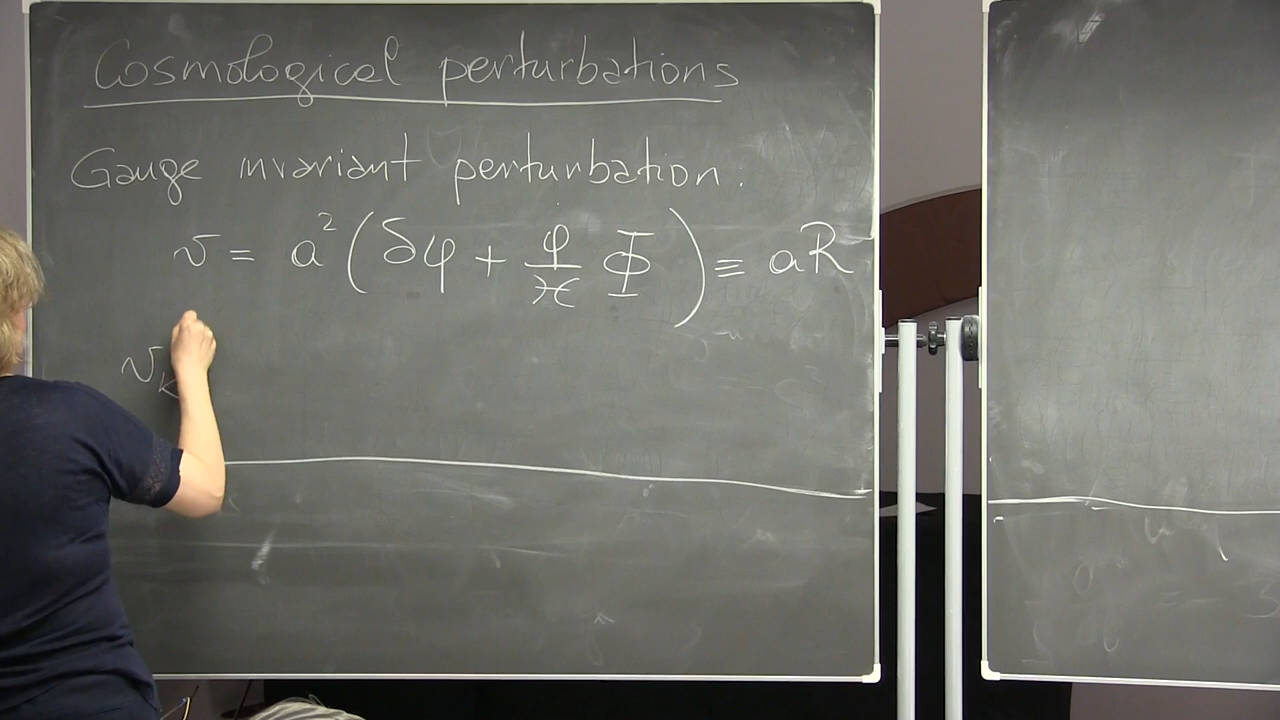 Cosmological perturbations
Gauge invariant perturbation:
v = a² (δφ + φ̇/ℋ Φ) ≡ aR
v_k